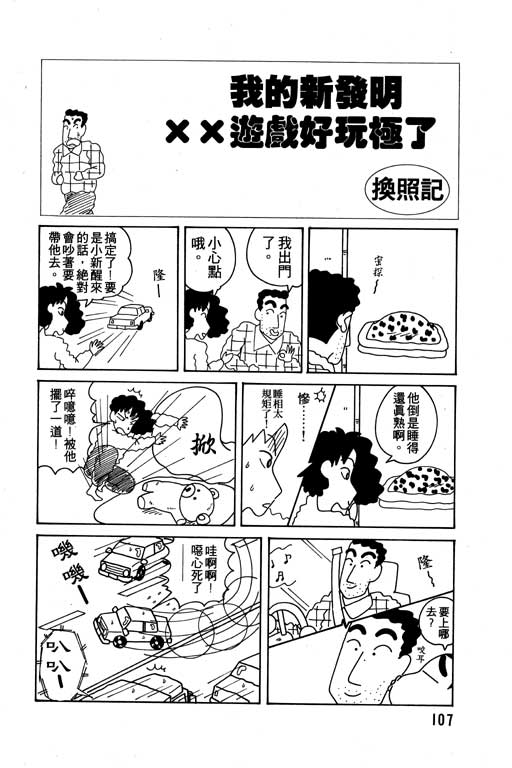 我的新發明
××遊戲好玩極了
換照記
我出門
了。
小心點
哦。
搞定了！要
是小新醒來
的話，絕對
會吵著要
帶他去。
隆～
他倒是睡得
還真熟啊。
慘……
睡相太
規矩了！
掀
啐噫噫！被他
擺了一道！
隆～
要上哪
去？
哇啊啊！
噁心死了
嘰
嘰
叭
叭
107